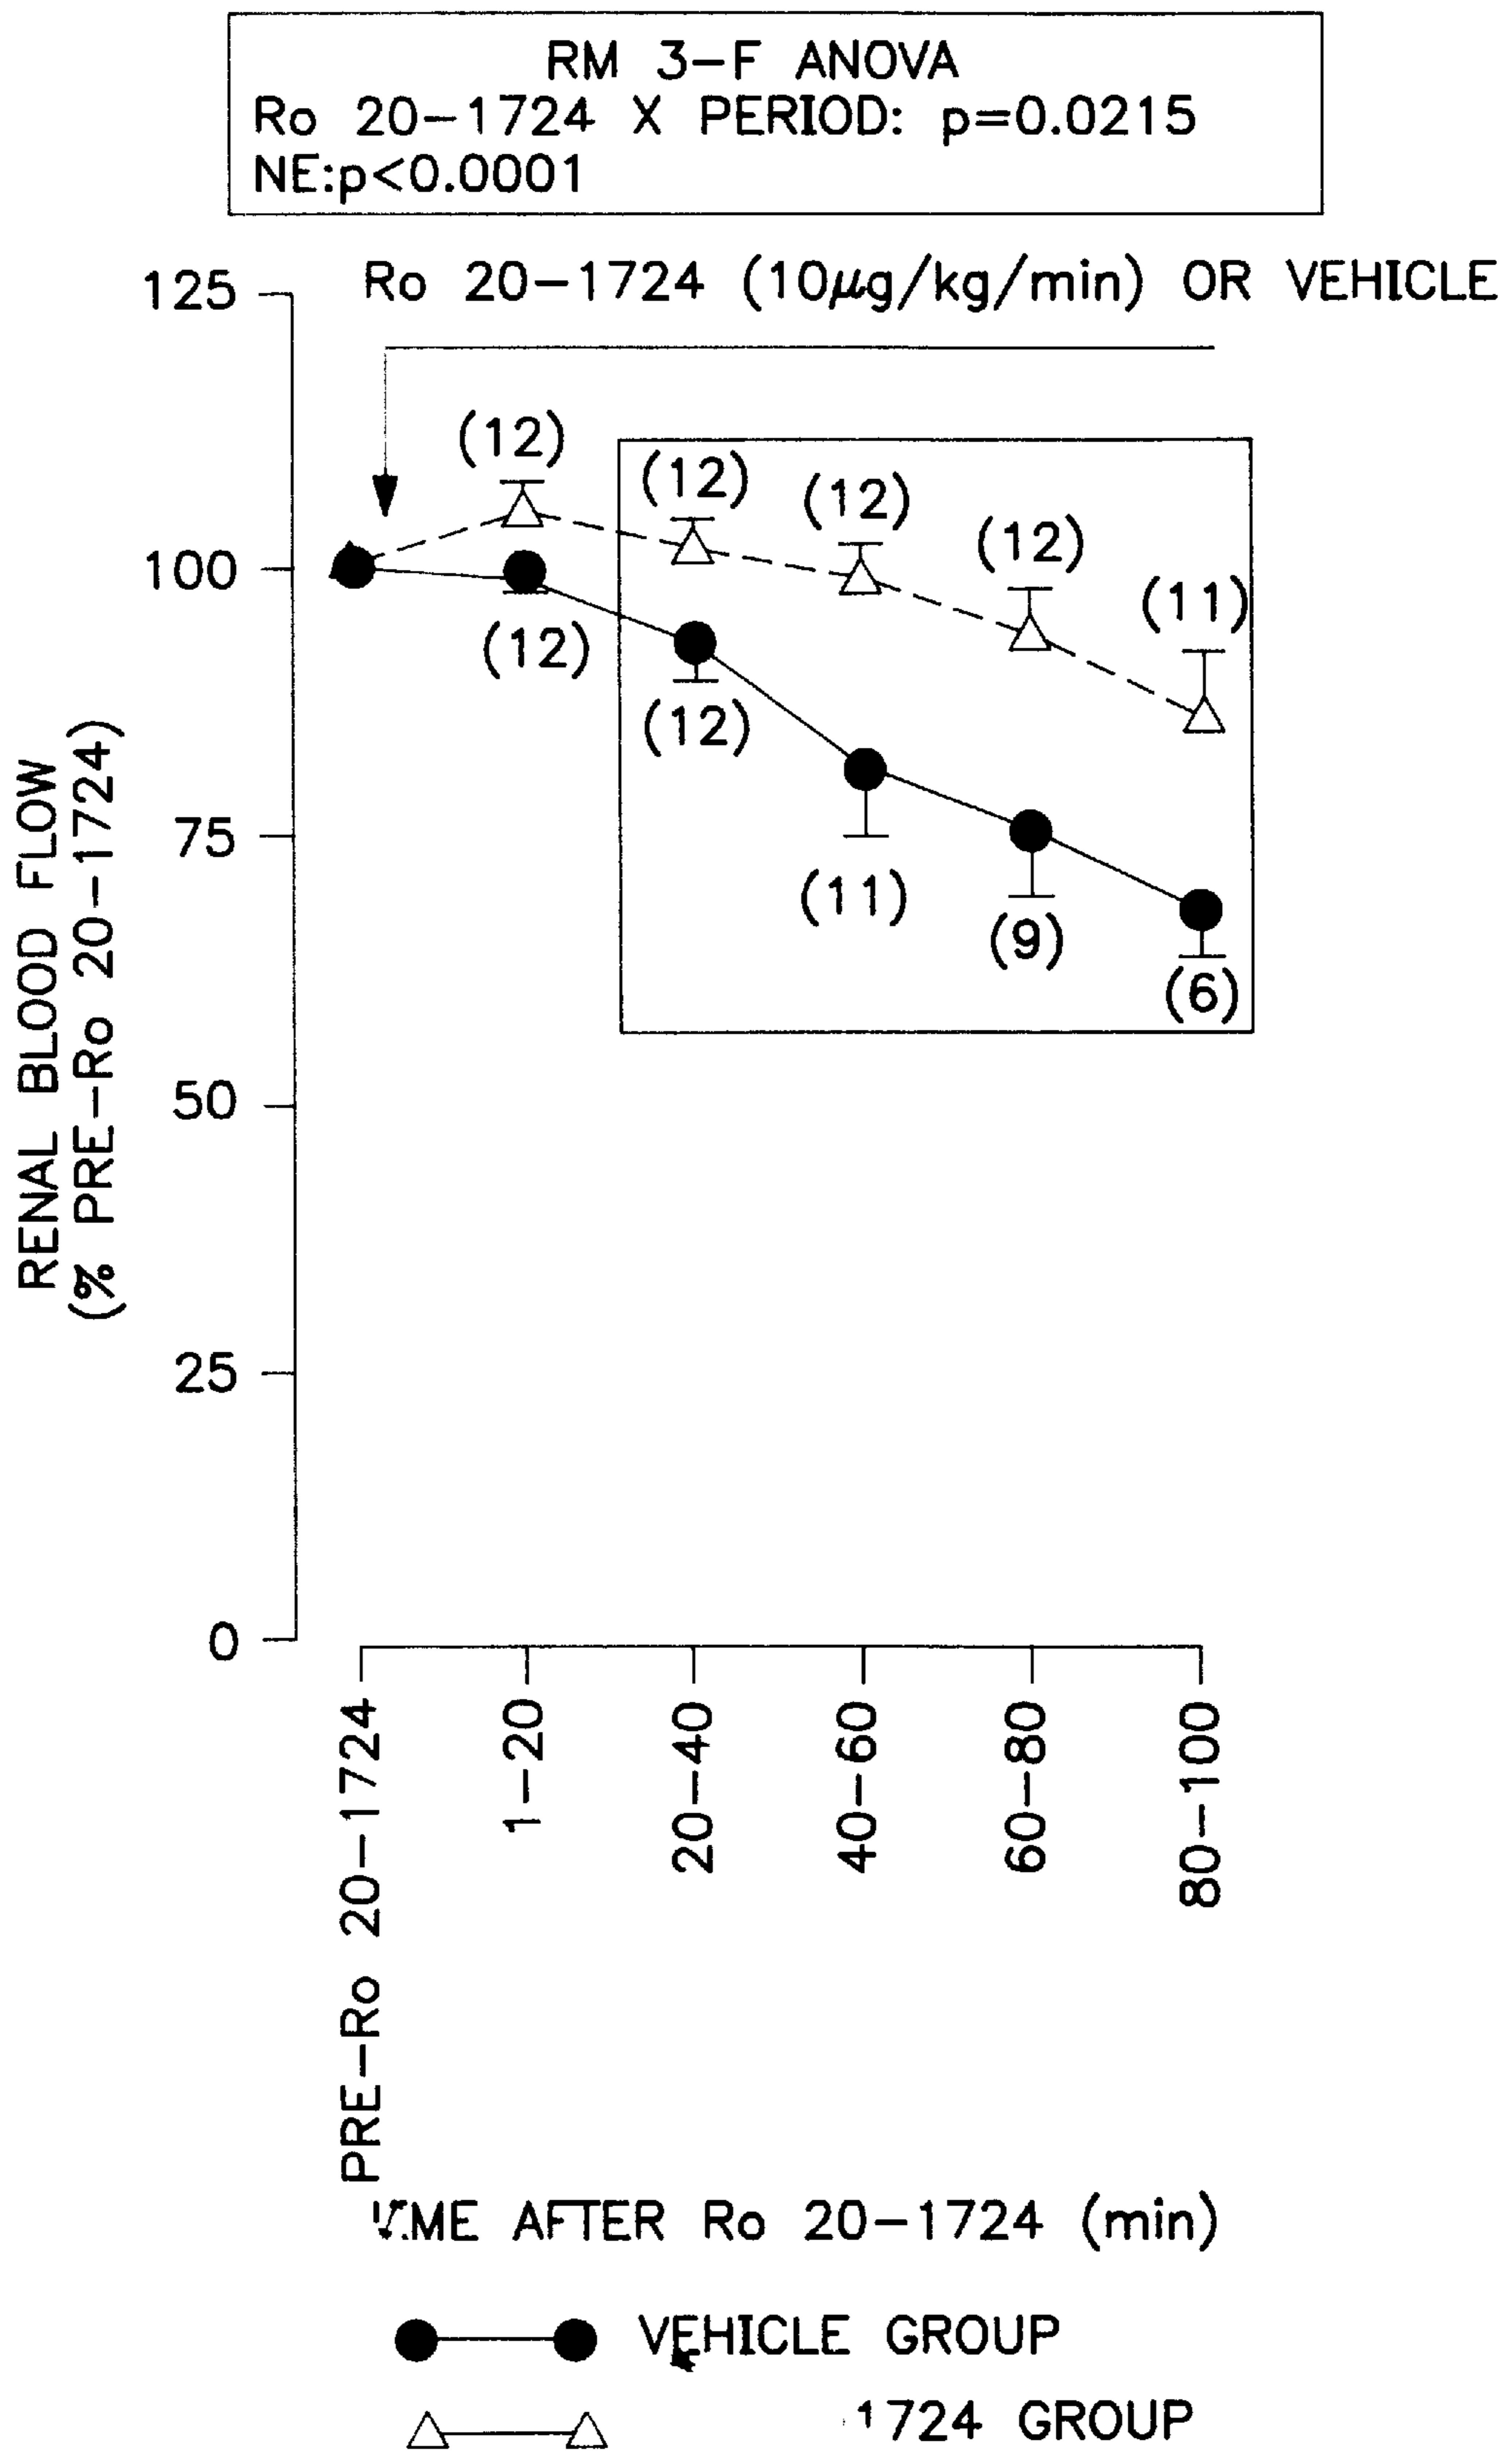 RM 3-F ANOVA
Ro 20-1724 X PERIOD: p=0.0215
NE:p<0.0001
Ro 20-1724 (10µg/kg/min) OR VEHICLE
125
100
75
50
25
0
RENAL BLOOD FLOW
(% PRE-Ro 20-1724)
(12)
(12)
(12)
(12)
(11)
(12)
(12)
(11)
(9)
(6)
PRE-Ro 20-1724
1-20
20-40
40-60
60-80
80-100
AFTER Ro 20-1724 (min)
VEHICLE GROUP
1724 GROUP